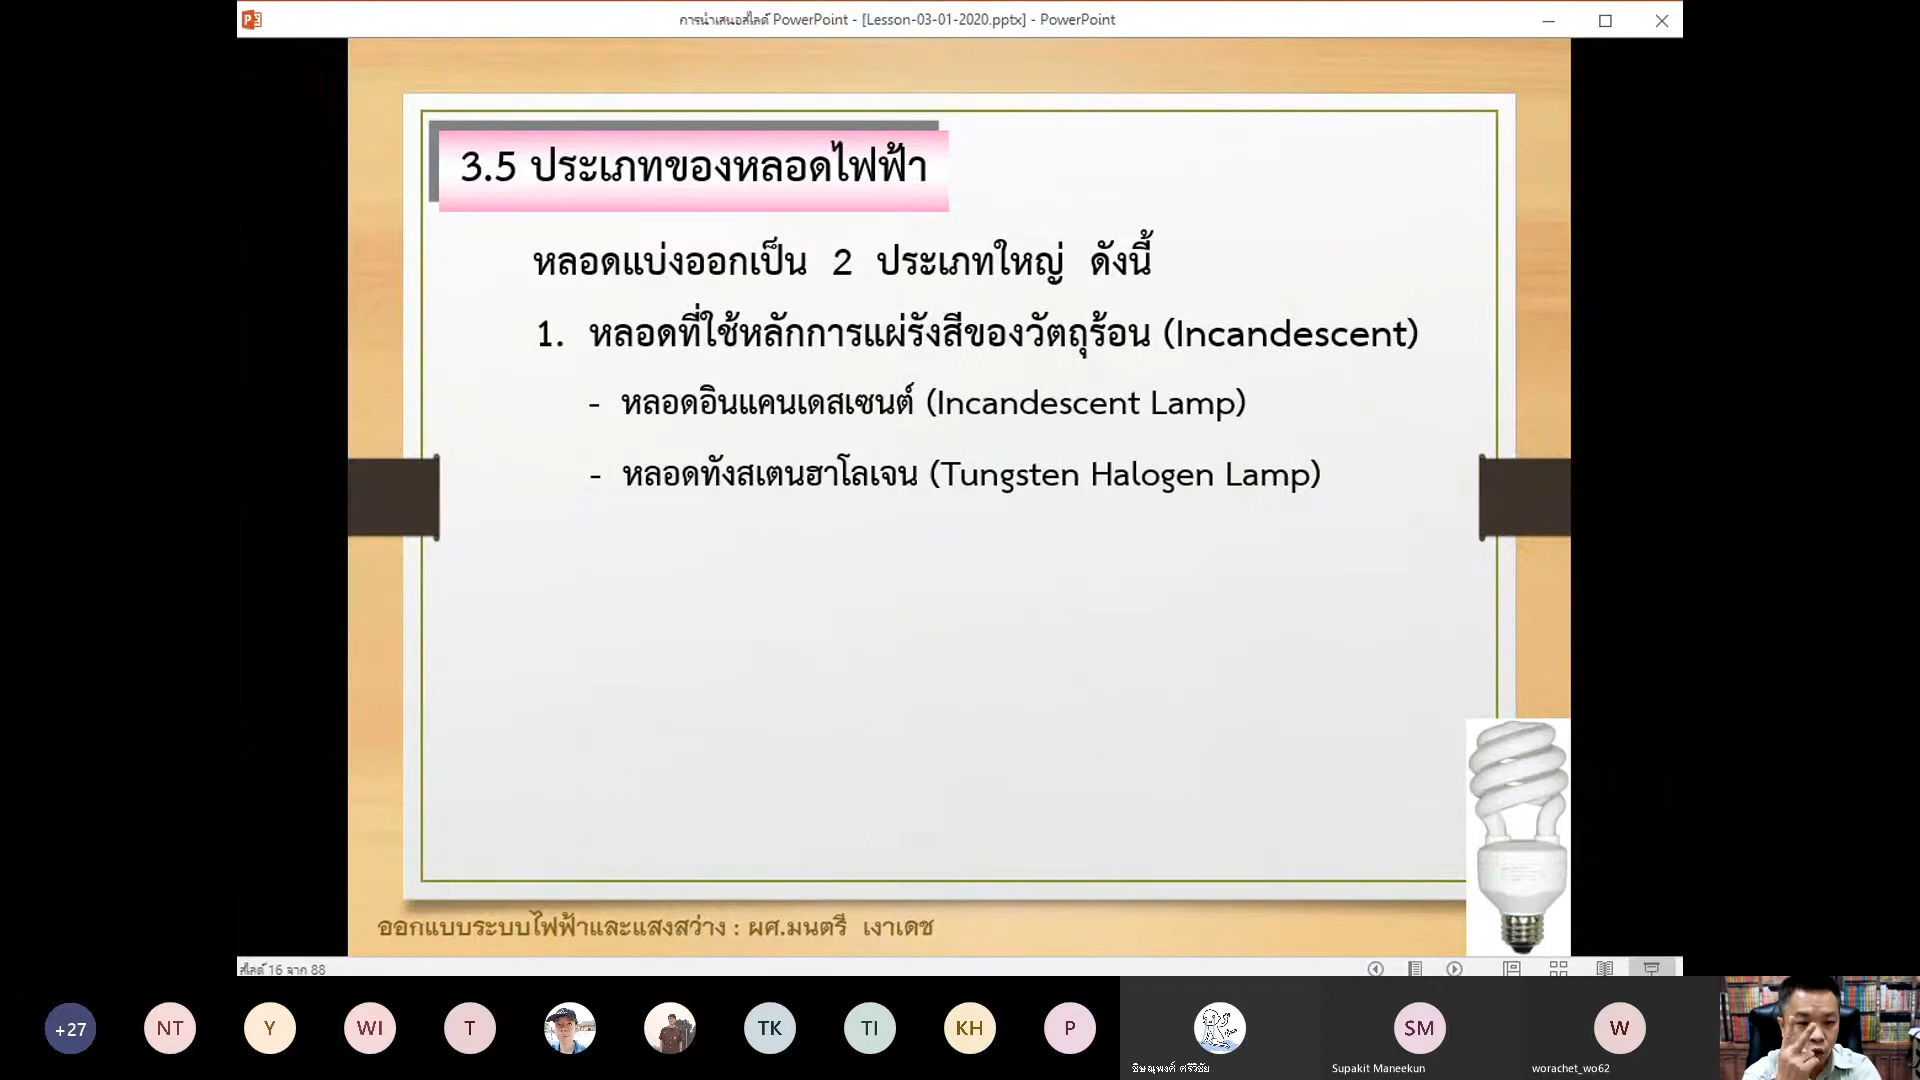 การนำเสนอสไลด์ PowerPoint - [Lesson-03-01-2020.pptx] - PowerPoint
3.5 ประเภทของหลอดไฟฟ้า
หลอดแบ่งออกเป็น 2 ประเภทใหญ่ ดังนี้
1. หลอดที่ใช้หลักการแผ่รังสีของวัตถุร้อน (Incandescent)
- หลอดอินแคนเดสเซนต์ (Incandescent Lamp)
- หลอดทังสเตนฮาโลเจน (Tungsten Halogen Lamp)
ออกแบบระบบไฟฟ้าและแสงสว่าง : ผศ.มนตรี เงาเดช
สไลด์ 16 จาก 88
+27 NT Y WI T TK TI KH P SM W
ศรีวิชัย Supakit Maneekun worachet_wo62